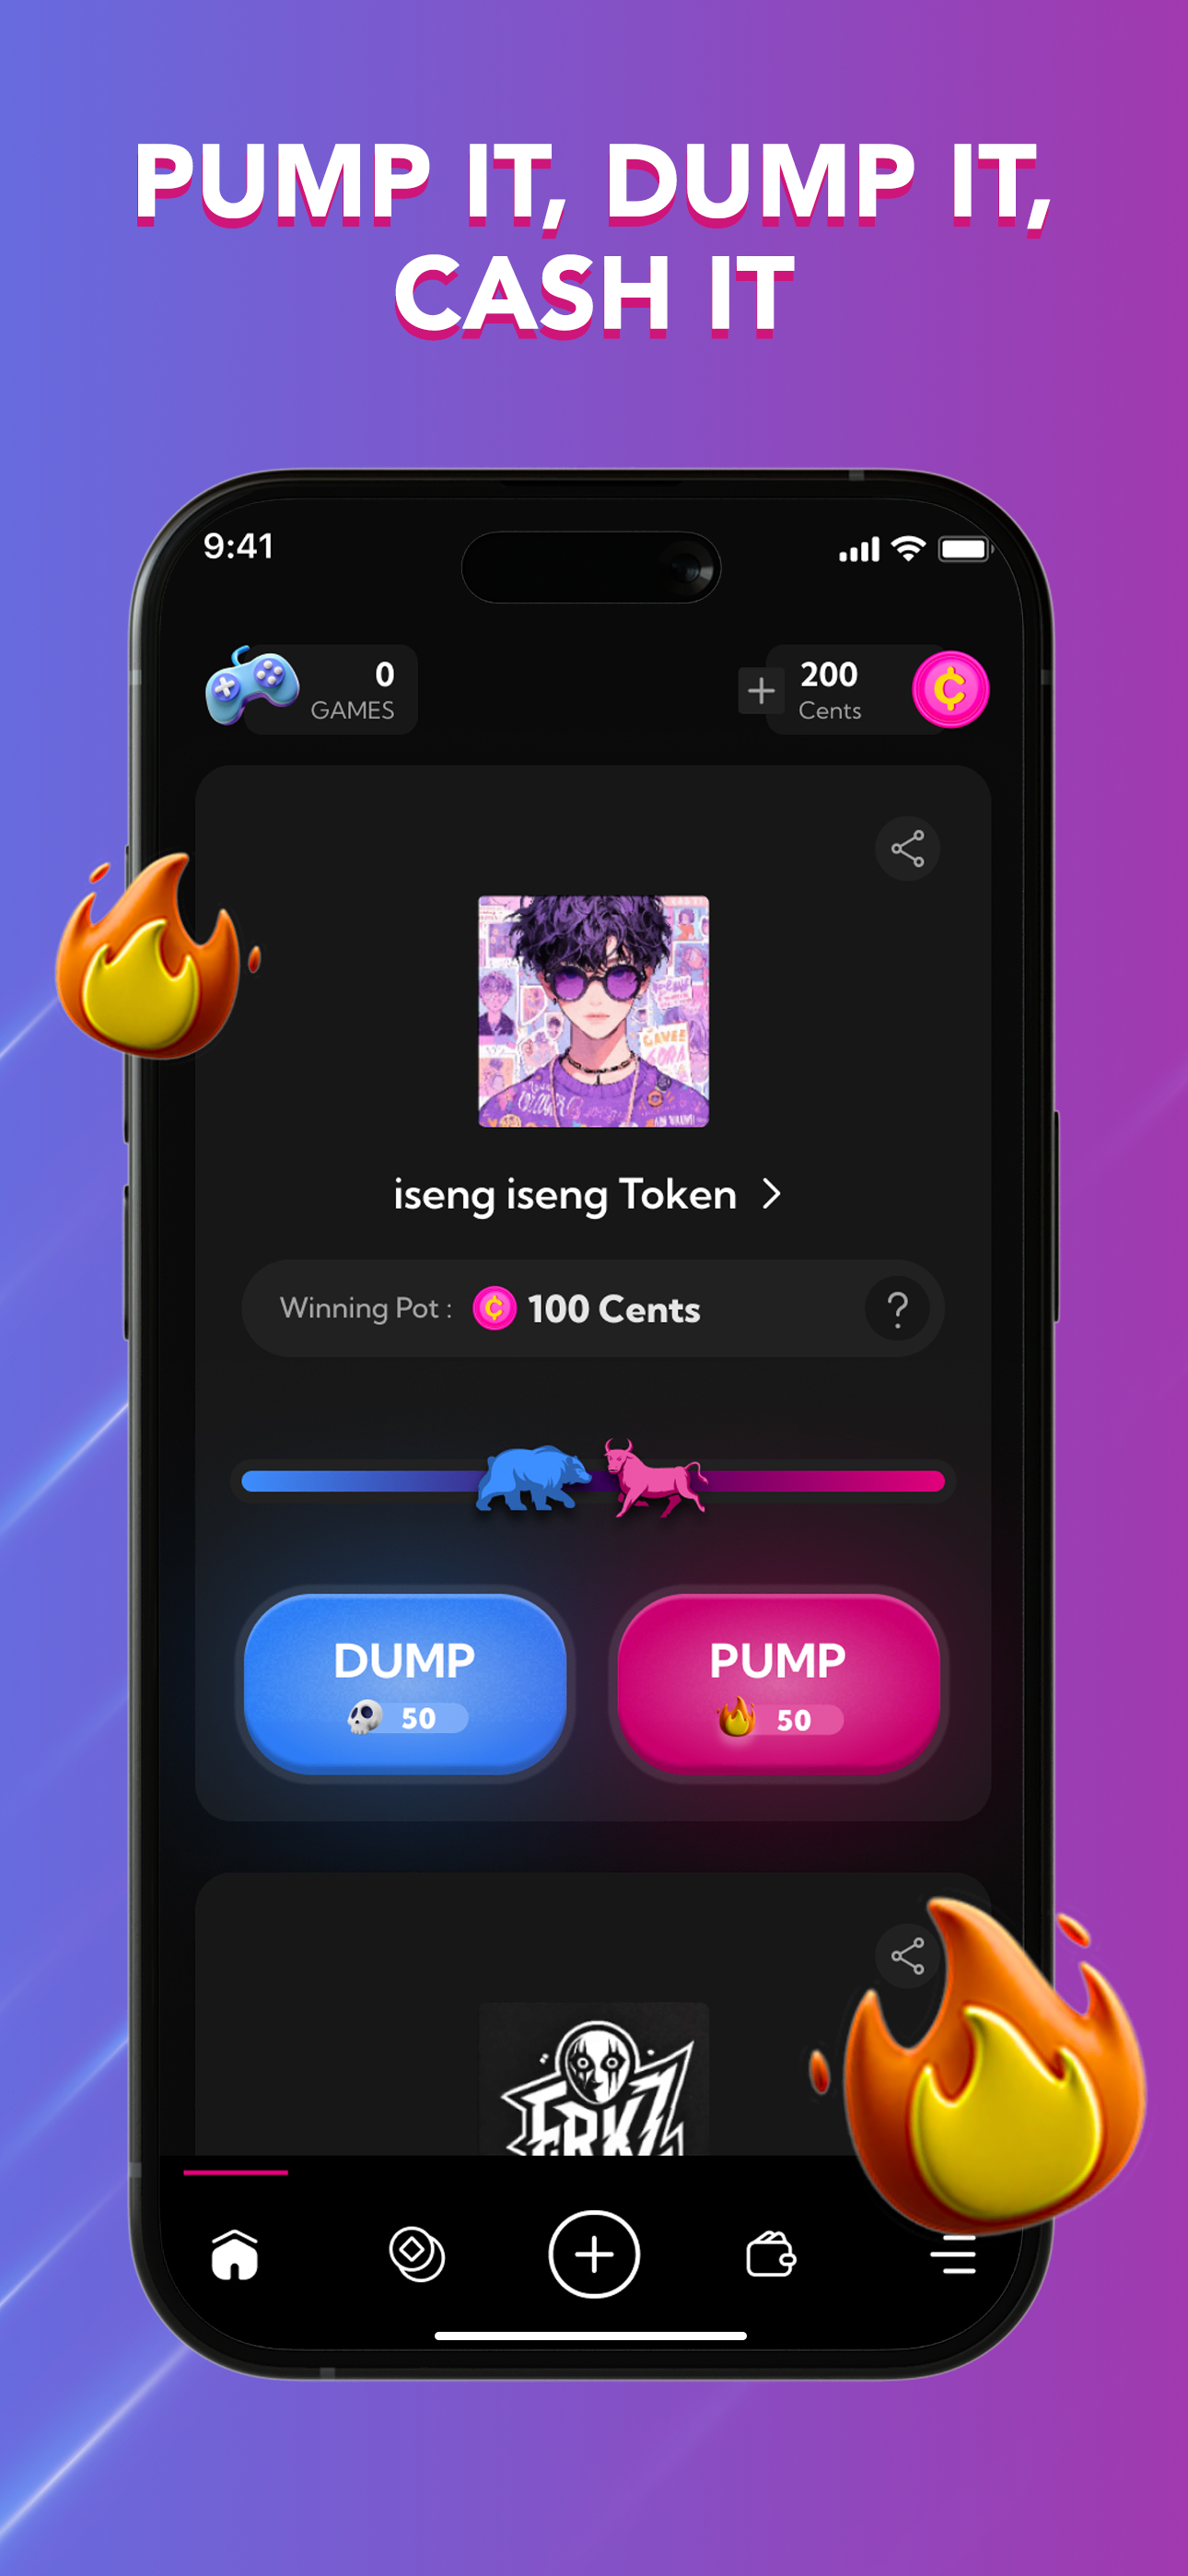 PUMP IT, DUMP IT,
CASH IT
9:41
0
GAMES
200
Cents
iseng iseng Token
Winning Pot :
100 Cents
?
DUMP
50
PUMP
50